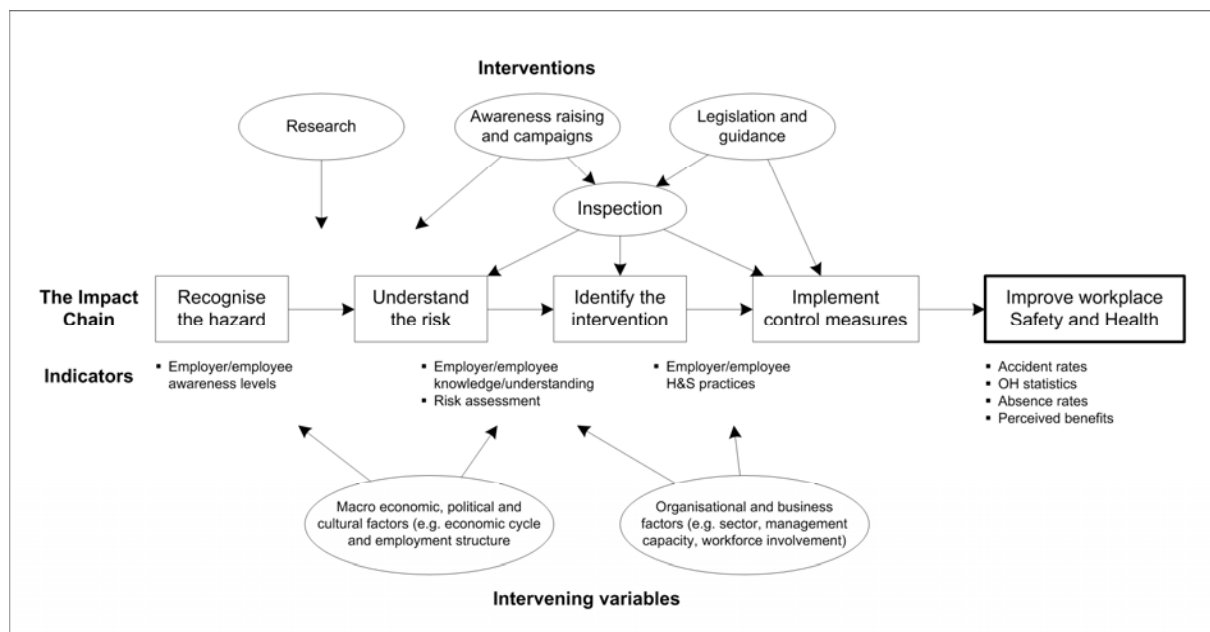 Interventions
Research
Awareness raising
and campaigns
Legislation and
guidance
Inspection
The Impact
Chain
Recognise
the hazard
Understand
the risk
Identify the
intervention
Implement
control measures
Improve workplace
Safety and Health
Indicators
▪ Employer/employee
awareness levels
▪ Employer/employee
knowledge/understanding
▪ Risk assessment
▪ Employer/employee
H&S practices
▪ Accident rates
▪ OH statistics
▪ Absence rates
▪ Perceived benefits
Macro economic, political and
cultural factors (e.g. economic cycle
and employment structure
Organisational and business
factors (e.g. sector, management
capacity, workforce involvement)
Intervening variables